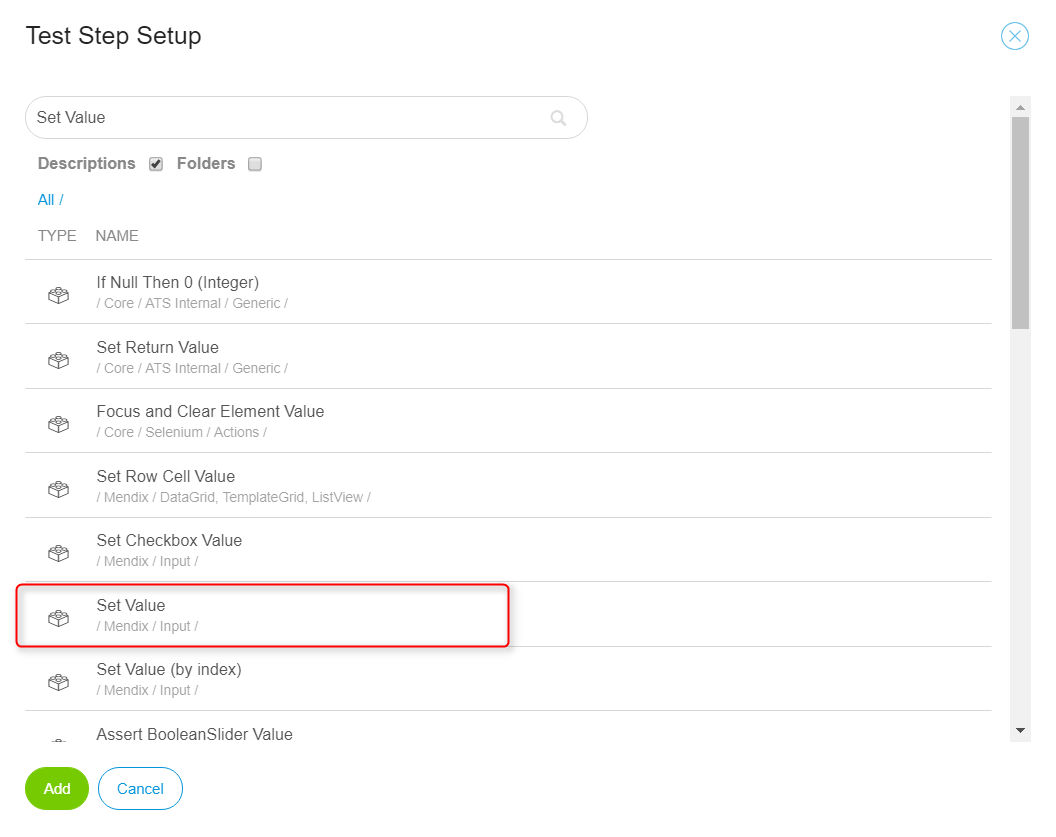 Test Step Setup
Set Value
Descriptions Folders
All /
TYPE NAME
If Null Then 0 (Integer)
/ Core / ATS Internal / Generic /
Set Return Value
/ Core / ATS Internal / Generic /
Focus and Clear Element Value
/ Core / Selenium / Actions /
Set Row Cell Value
/ Mendix / DataGrid, TemplateGrid, ListView /
Set Checkbox Value
/ Mendix / Input /
Set Value
/ Mendix / Input /
Set Value (by index)
/ Mendix / Input /
Assert BooleanSlider Value
Add Cancel